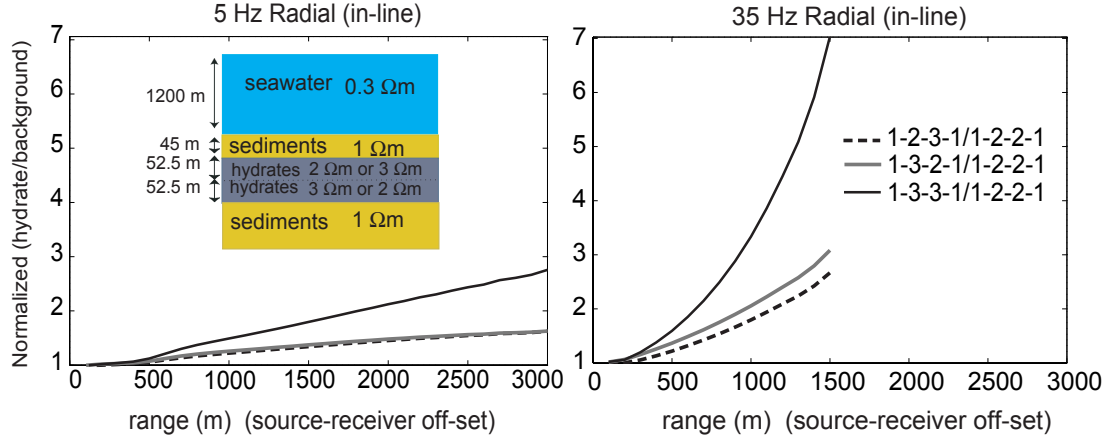 5 Hz Radial (in-line)
35 Hz Radial (in-line)
Normalized (hydrate/background)
7
6
5
4
3
2
1
0 500 1000 1500 2000 2500 3000
range (m) (source-receiver off-set)
1200 m
45 m
52.5 m
52.5 m
seawater 0.3 Ωm
sediments 1 Ωm
hydrates 2 Ωm or 3 Ωm
hydrates 3 Ωm or 2 Ωm
sediments 1 Ωm
7
6
5
4
3
2
1
0 500 1000 1500 2000 2500 3000
range (m) (source-receiver off-set)
1-2-3-1/1-2-2-1
1-3-2-1/1-2-2-1
1-3-3-1/1-2-2-1